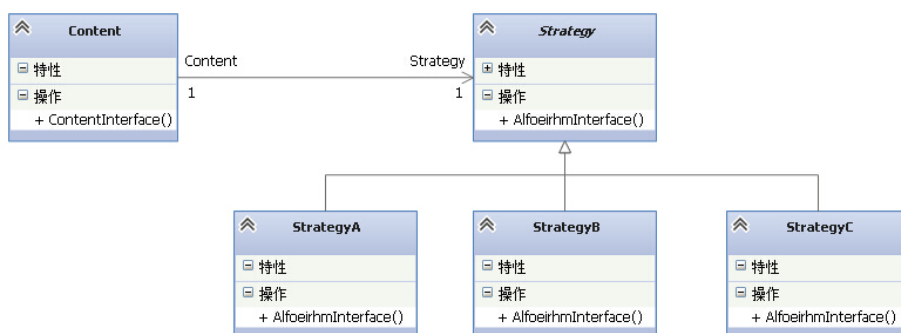 Content
特性
操作
+ ContentInterface()
Content
1
Strategy
1
Strategy
特性
操作
+ AlfoeirhmInterface()
StrategyA
特性
操作
+ AlfoeirhmInterface()
StrategyB
特性
操作
+ AlfoeirhmInterface()
StrategyC
特性
操作
+ AlfoeirhmInterface()